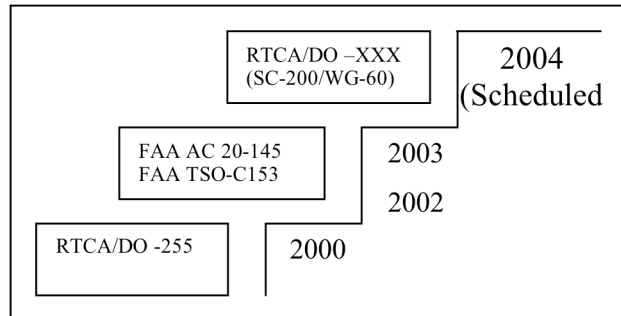 RTCA/DO –XXX
(SC-200/WG-60)
2004
(Scheduled
FAA AC 20-145
FAA TSO-C153
2003
2002
RTCA/DO -255
2000